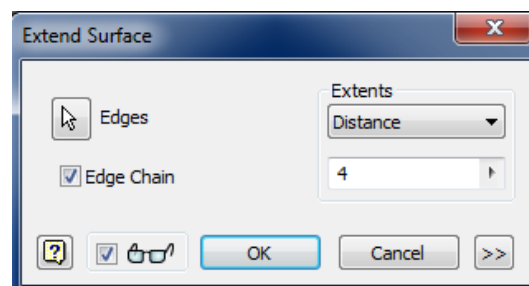 Extend Surface
Extents
Edges
Distance
Edge Chain
4
OK
Cancel
>>